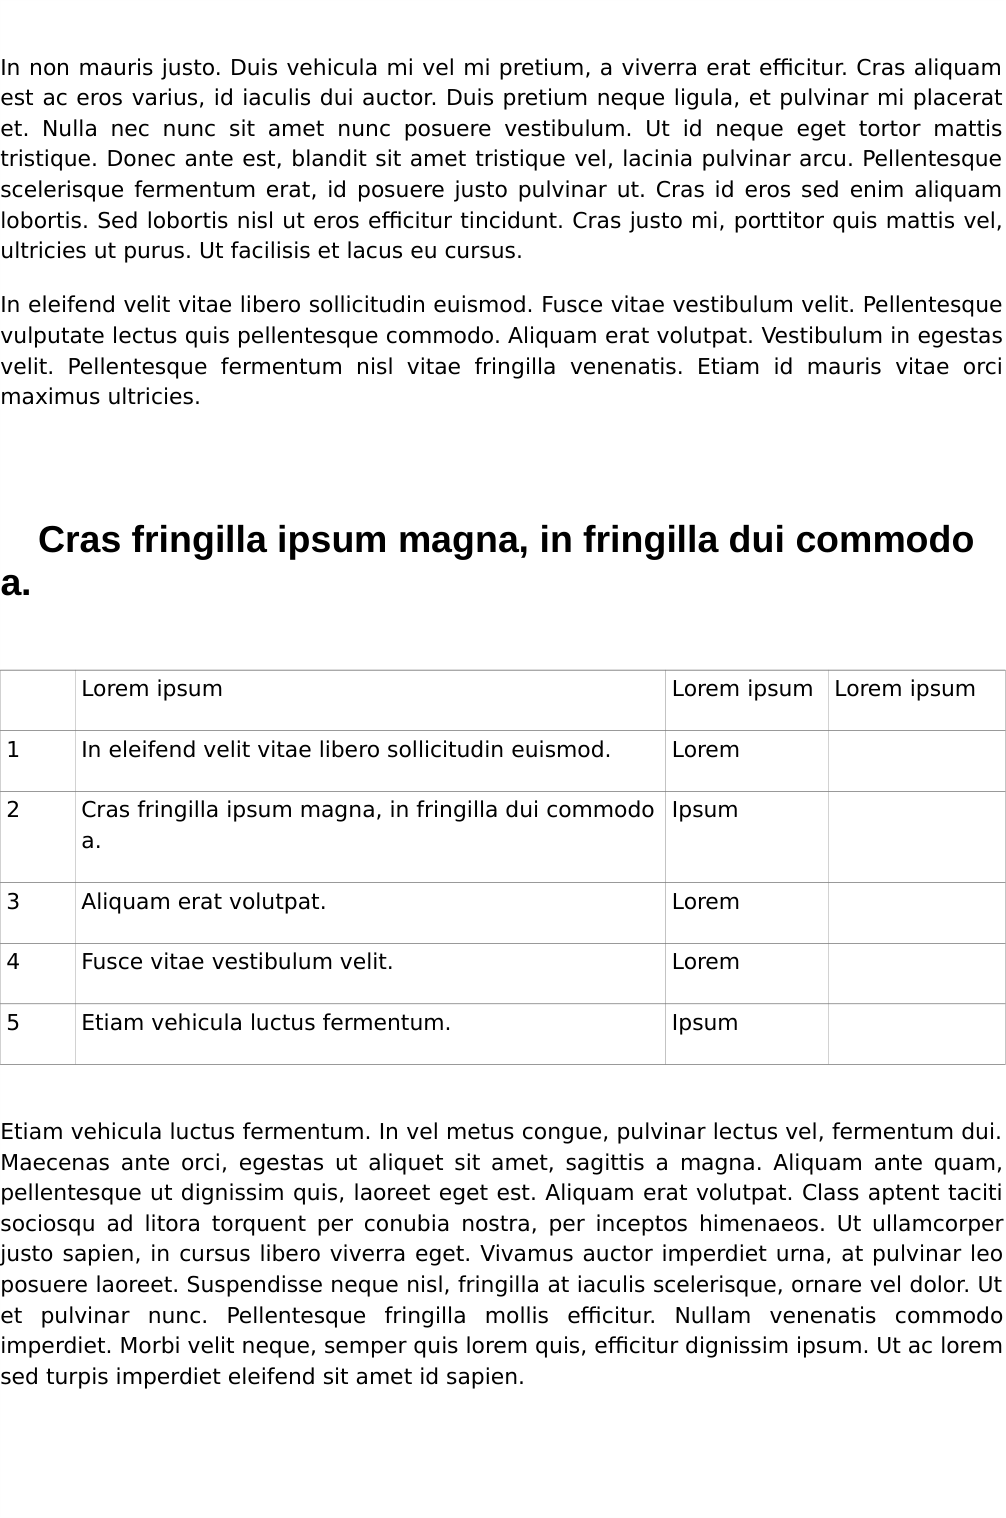 In non mauris justo. Duis vehicula mi vel mi pretium, a viverra erat efficitur. Cras aliquam
est ac eros varius, id iaculis dui auctor. Duis pretium neque ligula, et pulvinar mi placerat
et. Nulla nec nunc sit amet nunc posuere vestibulum. Ut id neque eget tortor mattis
tristique. Donec ante est, blandit sit amet tristique vel, lacinia pulvinar arcu. Pellentesque
scelerisque fermentum erat, id posuere justo pulvinar ut. Cras id eros sed enim aliquam
lobortis. Sed lobortis nisl ut eros efficitur tincidunt. Cras justo mi, porttitor quis mattis vel,
ultricies ut purus. Ut facilisis et lacus eu cursus.
In eleifend velit vitae libero sollicitudin euismod. Fusce vitae vestibulum velit. Pellentesque
vulputate lectus quis pellentesque commodo. Aliquam erat volutpat. Vestibulum in egestas
velit. Pellentesque fermentum nisl vitae fringilla venenatis. Etiam id mauris vitae orci
maximus ultricies.
Cras fringilla ipsum magna, in fringilla dui commodo
a.
Lorem ipsum Lorem ipsum Lorem ipsum
1 In eleifend velit vitae libero sollicitudin euismod. Lorem
2 Cras fringilla ipsum magna, in fringilla dui commodo Ipsum
a.
3 Aliquam erat volutpat. Lorem
4 Fusce vitae vestibulum velit. Lorem
5 Etiam vehicula luctus fermentum. Ipsum
Etiam vehicula luctus fermentum. In vel metus congue, pulvinar lectus vel, fermentum dui.
Maecenas ante orci, egestas ut aliquet sit amet, sagittis a magna. Aliquam ante quam,
pellentesque ut dignissim quis, laoreet eget est. Aliquam erat volutpat. Class aptent taciti
sociosqu ad litora torquent per conubia nostra, per inceptos himenaeos. Ut ullamcorper
justo sapien, in cursus libero viverra eget. Vivamus auctor imperdiet urna, at pulvinar leo
posuere laoreet. Suspendisse neque nisl, fringilla at iaculis scelerisque, ornare vel dolor. Ut
et pulvinar nunc. Pellentesque fringilla mollis efficitur. Nullam venenatis commodo
imperdiet. Morbi velit neque, semper quis lorem quis, efficitur dignissim ipsum. Ut ac lorem
sed turpis imperdiet eleifend sit amet id sapien.